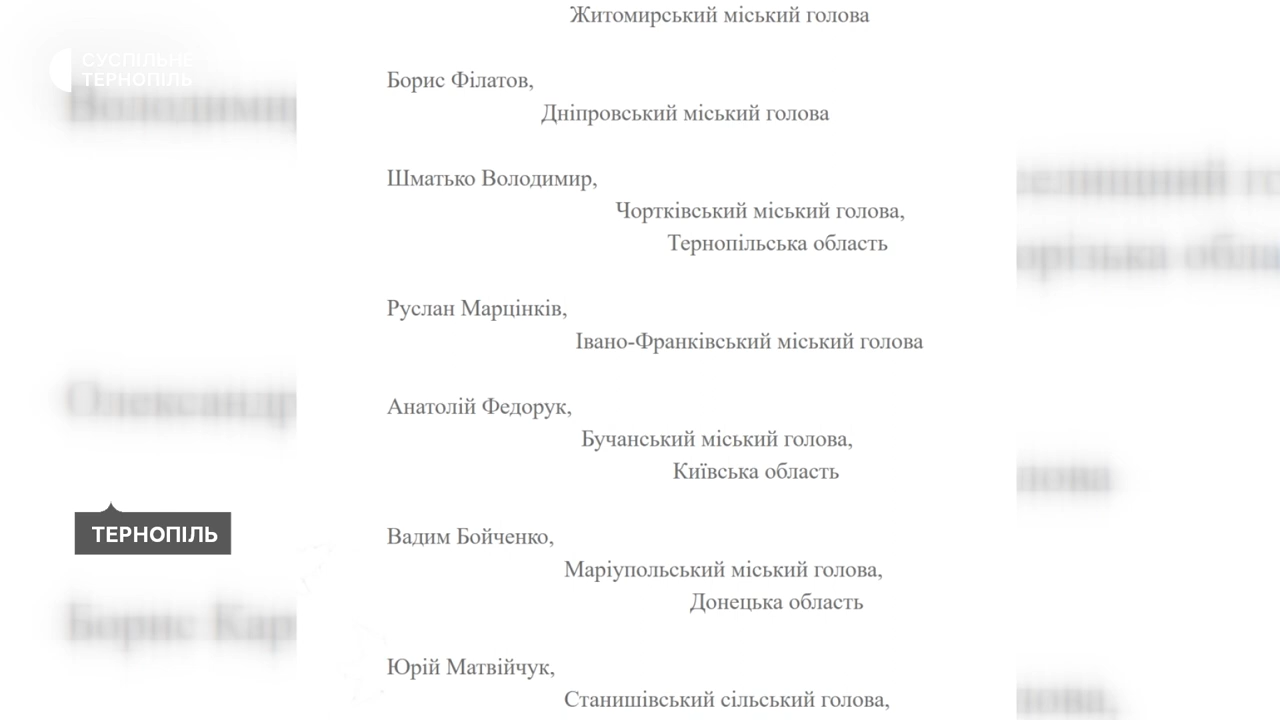 Житомирський міський голова
СУСПІЛЬНЕ
ТЕРНОПІЛЬ
Борис Філатов,
Дніпровський міський голова
Шматько Володимир,
Чортківський міський голова,
Тернопільська область
Руслан Марцінків,
Івано-Франківський міський голова
Анатолій Федорук,
Бучанський міський голова,
Київська область
ТЕРНОПІЛЬ
Вадим Бойченко,
Маріупольський міський голова,
Донецька область
Юрій Матвійчук,
Станишівський сільський голова,